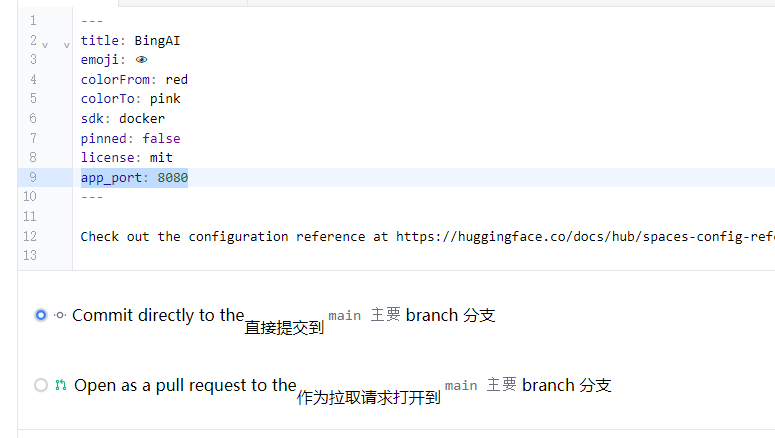 1 ---
2 title: BingAI
3 emoji: 👁
4 colorFrom: red
5 colorTo: pink
6 sdk: docker
7 pinned: false
8 license: mit
9 app_port: 8080
10 ---
11
12 Check out the configuration reference at https://huggingface.co/docs/hub/spaces-config-refe
13
Commit directly to the 直接提交到 main 主要 branch 分支
Open as a pull request to the 作为拉取请求打开到 main 主要 branch 分支